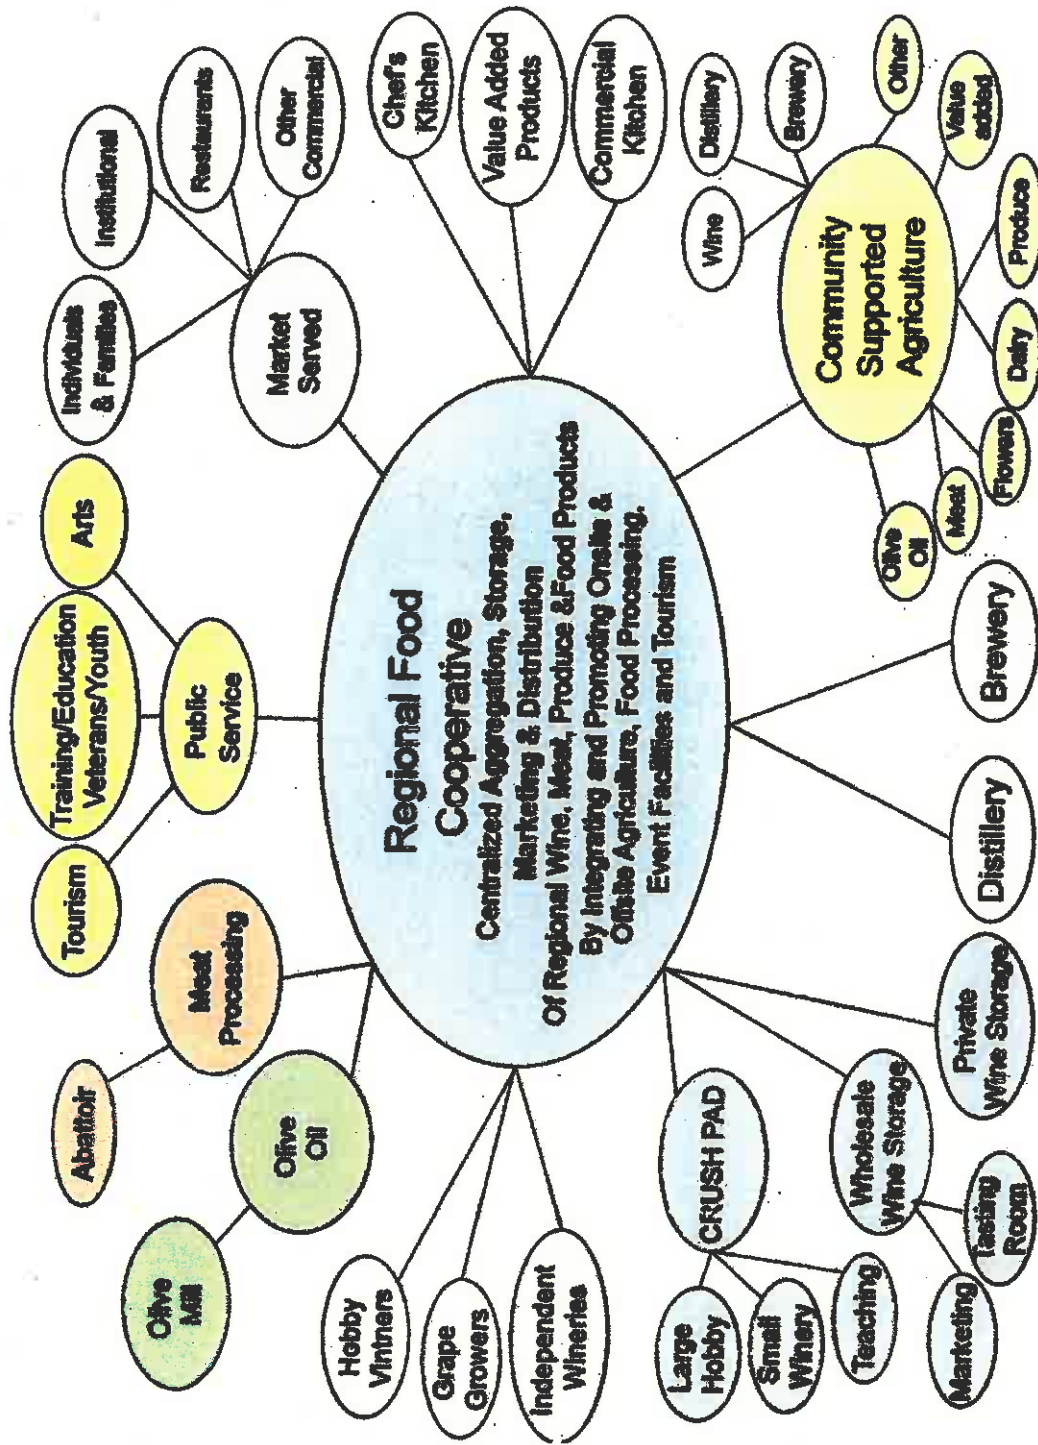 Abattoir
Olive
Mill
Meat
Processing
Olive
Oil
Tourism
Training/Education
Veterans/Youth
Arts
Public
Service
Individuals
& Families
Institutional
Restaurants
Other
Commercial
Market
Served
Hobby
Vintners
Grape
Growers
Independent
Wineries
Regional Food
Cooperative
Centralized Aggregation, Storage,
Marketing & Distribution
Of Regional Wine, Meat, Produce &Food Products
By Integrating and Promoting Onsite &
Offsite Agriculture, Food Processing,
Event Facilities and Tourism
Chef's
Kitchen
Value Added
Products
Commercial
Kitchen
CRUSH PAD
Large
Hobby
Small
Winery
Teaching
Wholesale
Wine Storage
Marketing
Tasting
Room
Private
Wine Storage
Distillery
Brewery
Community
Supported
Agriculture
Wine
Distillery
Brewery
Other
Value
added
Produce
Dairy
Flowers
Meat
Olive
Oil